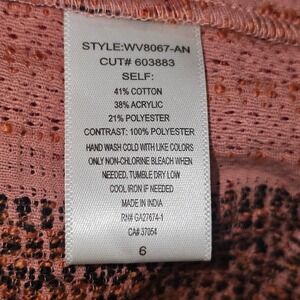 STYLE:WV8067-AN
CUT# 603883
SELF:
41% COTTON
38% ACRYLIC
21% POLYESTER
CONTRAST: 100% POLYESTER
HAND WASH COLD WITH LIKE COLORS
ONLY NON-CHLORINE BLEACH WHEN
NEEDED, TUMBLE DRY LOW
COOL IRON IF NEEDED
MADE IN INDIA
RN# GA27674-1
CA# 37054
6